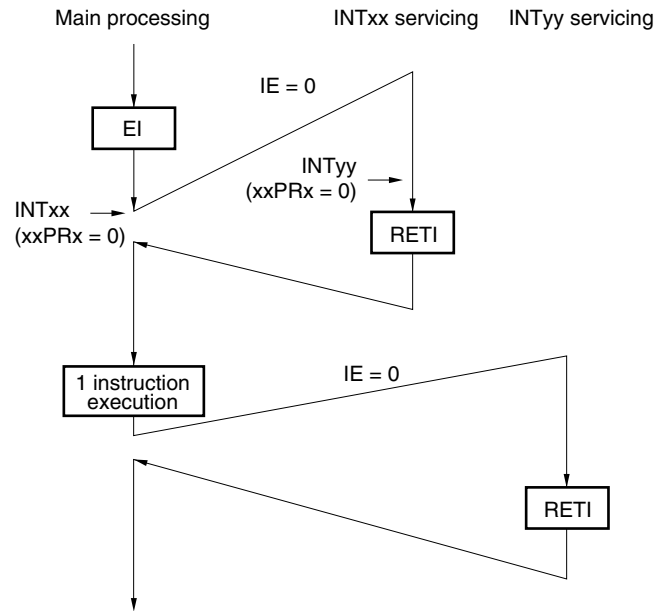 Main processing
INTxx servicing
INTyy servicing
IE = 0
EI
INTyy
(xxPRx = 0)
INTxx
(xxPRx = 0)
RETI
1 instruction
execution
IE = 0
RETI